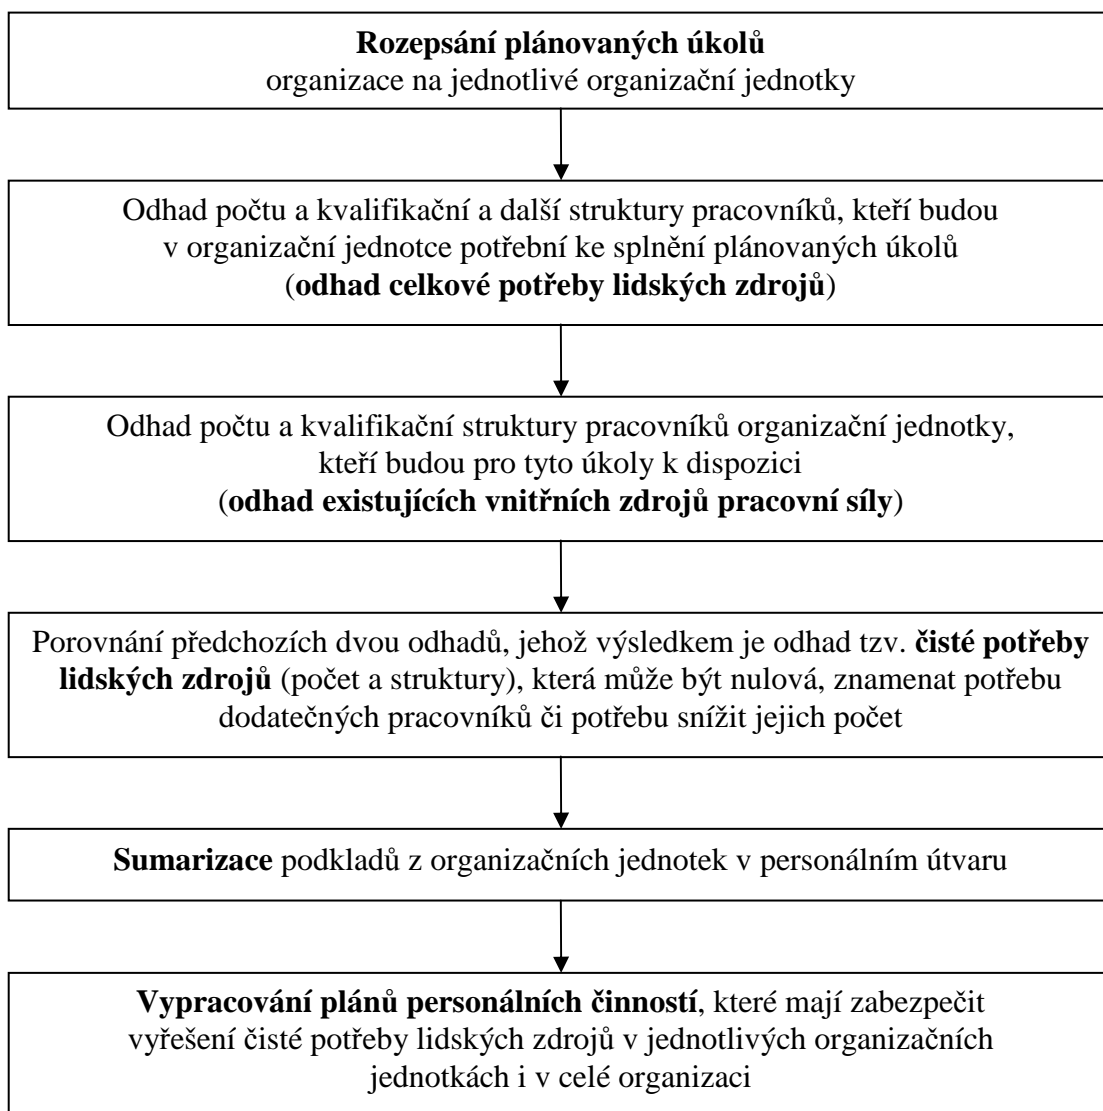 Rozepsání plánovaných úkolů
organizace na jednotlivé organizační jednotky
Odhad počtu a kvalifikační a další struktury pracovníků, kteří budou
v organizační jednotce potřební ke splnění plánovaných úkolů
(odhad celkové potřeby lidských zdrojů)
Odhad počtu a kvalifikační struktury pracovníků organizační jednotky,
kteří budou pro tyto úkoly k dispozici
(odhad existujících vnitřních zdrojů pracovní síly)
Porovnání předchozích dvou odhadů, jehož výsledkem je odhad tzv. čisté potřeby
lidských zdrojů (počet a struktury), která může být nulová, znamenat potřebu
dodatečných pracovníků či potřebu snížit jejich počet
Sumarizace podkladů z organizačních jednotek v personálním útvaru
Vypracování plánů personálních činností, které mají zabezpečit
vyřešení čisté potřeby lidských zdrojů v jednotlivých organizačních
jednotkách i v celé organizaci